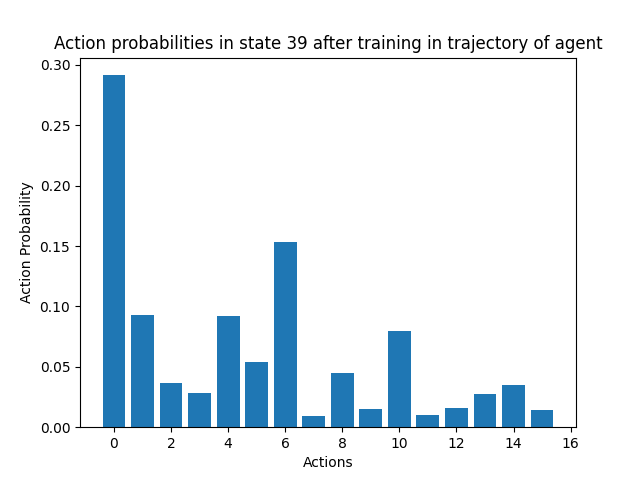 Action probabilities in state 39 after training in trajectory of agent
0.30
0.25
0.20
0.15
0.10
0.05
0.00
Action Probability
0 2 4 6 8 10 12 14 16
Actions